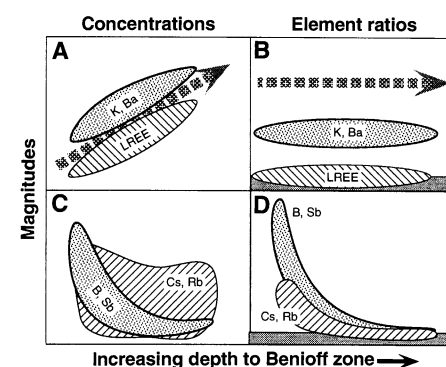 Concentrations
Element ratios
A
B
K, Ba
LREE
K, Ba
LREE
Magnitudes
C
D
B, Sb
Cs, Rb
B, Sb
Cs, Rb
Increasing depth to Benioff zone